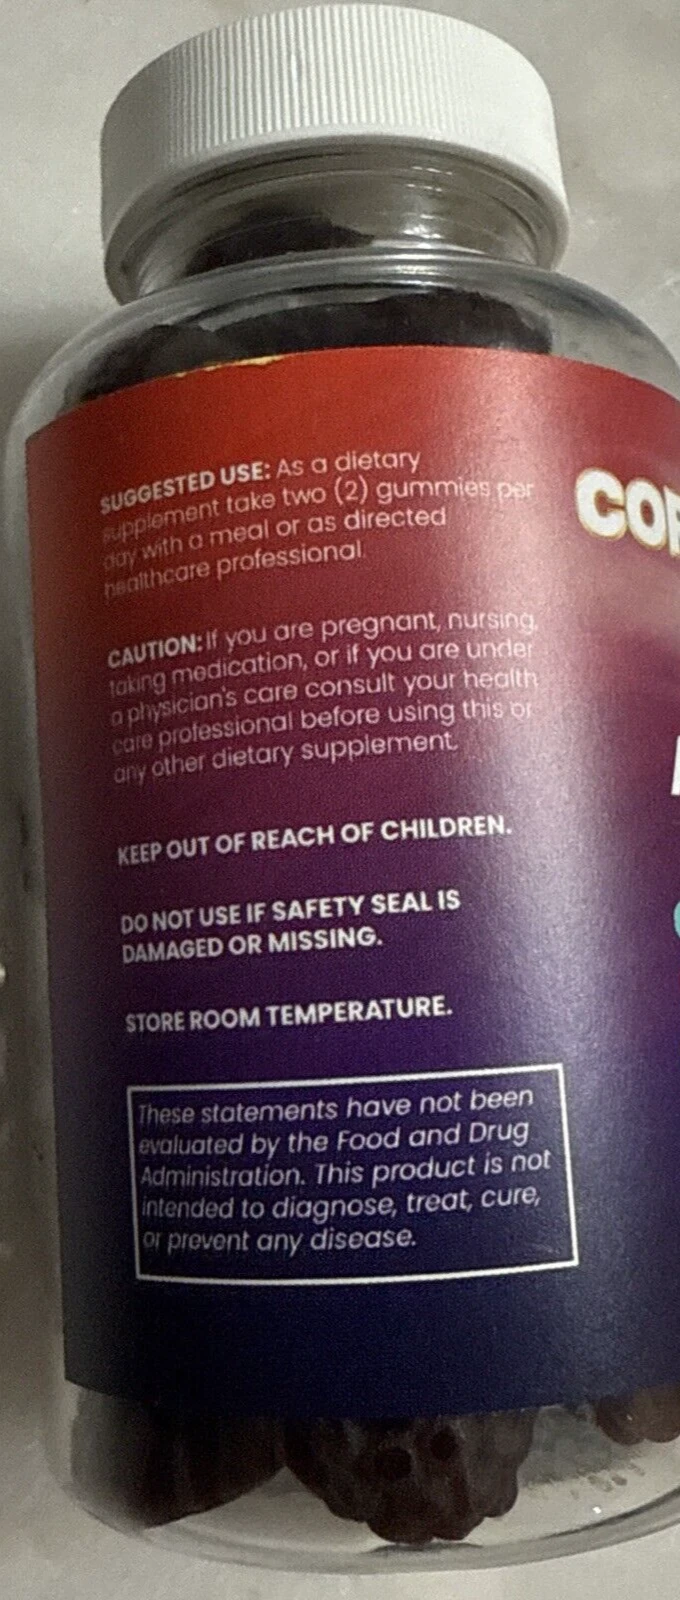 SUGGESTED USE: As a dietary
supplement take two (2) gummies per
day with a meal or as directed
healthcare professional.
CAUTION: If you are pregnant, nursing,
taking medication, or if you are under
a physician's care consult your health
care professional before using this or
any other dietary supplement.
KEEP OUT OF REACH OF CHILDREN.
DO NOT USE IF SAFETY SEAL IS
DAMAGED OR MISSING.
STORE ROOM TEMPERATURE.
These statements have not been
evaluated by the Food and Drug
Administration. This product is not
intended to diagnose, treat, cure,
or prevent any disease.